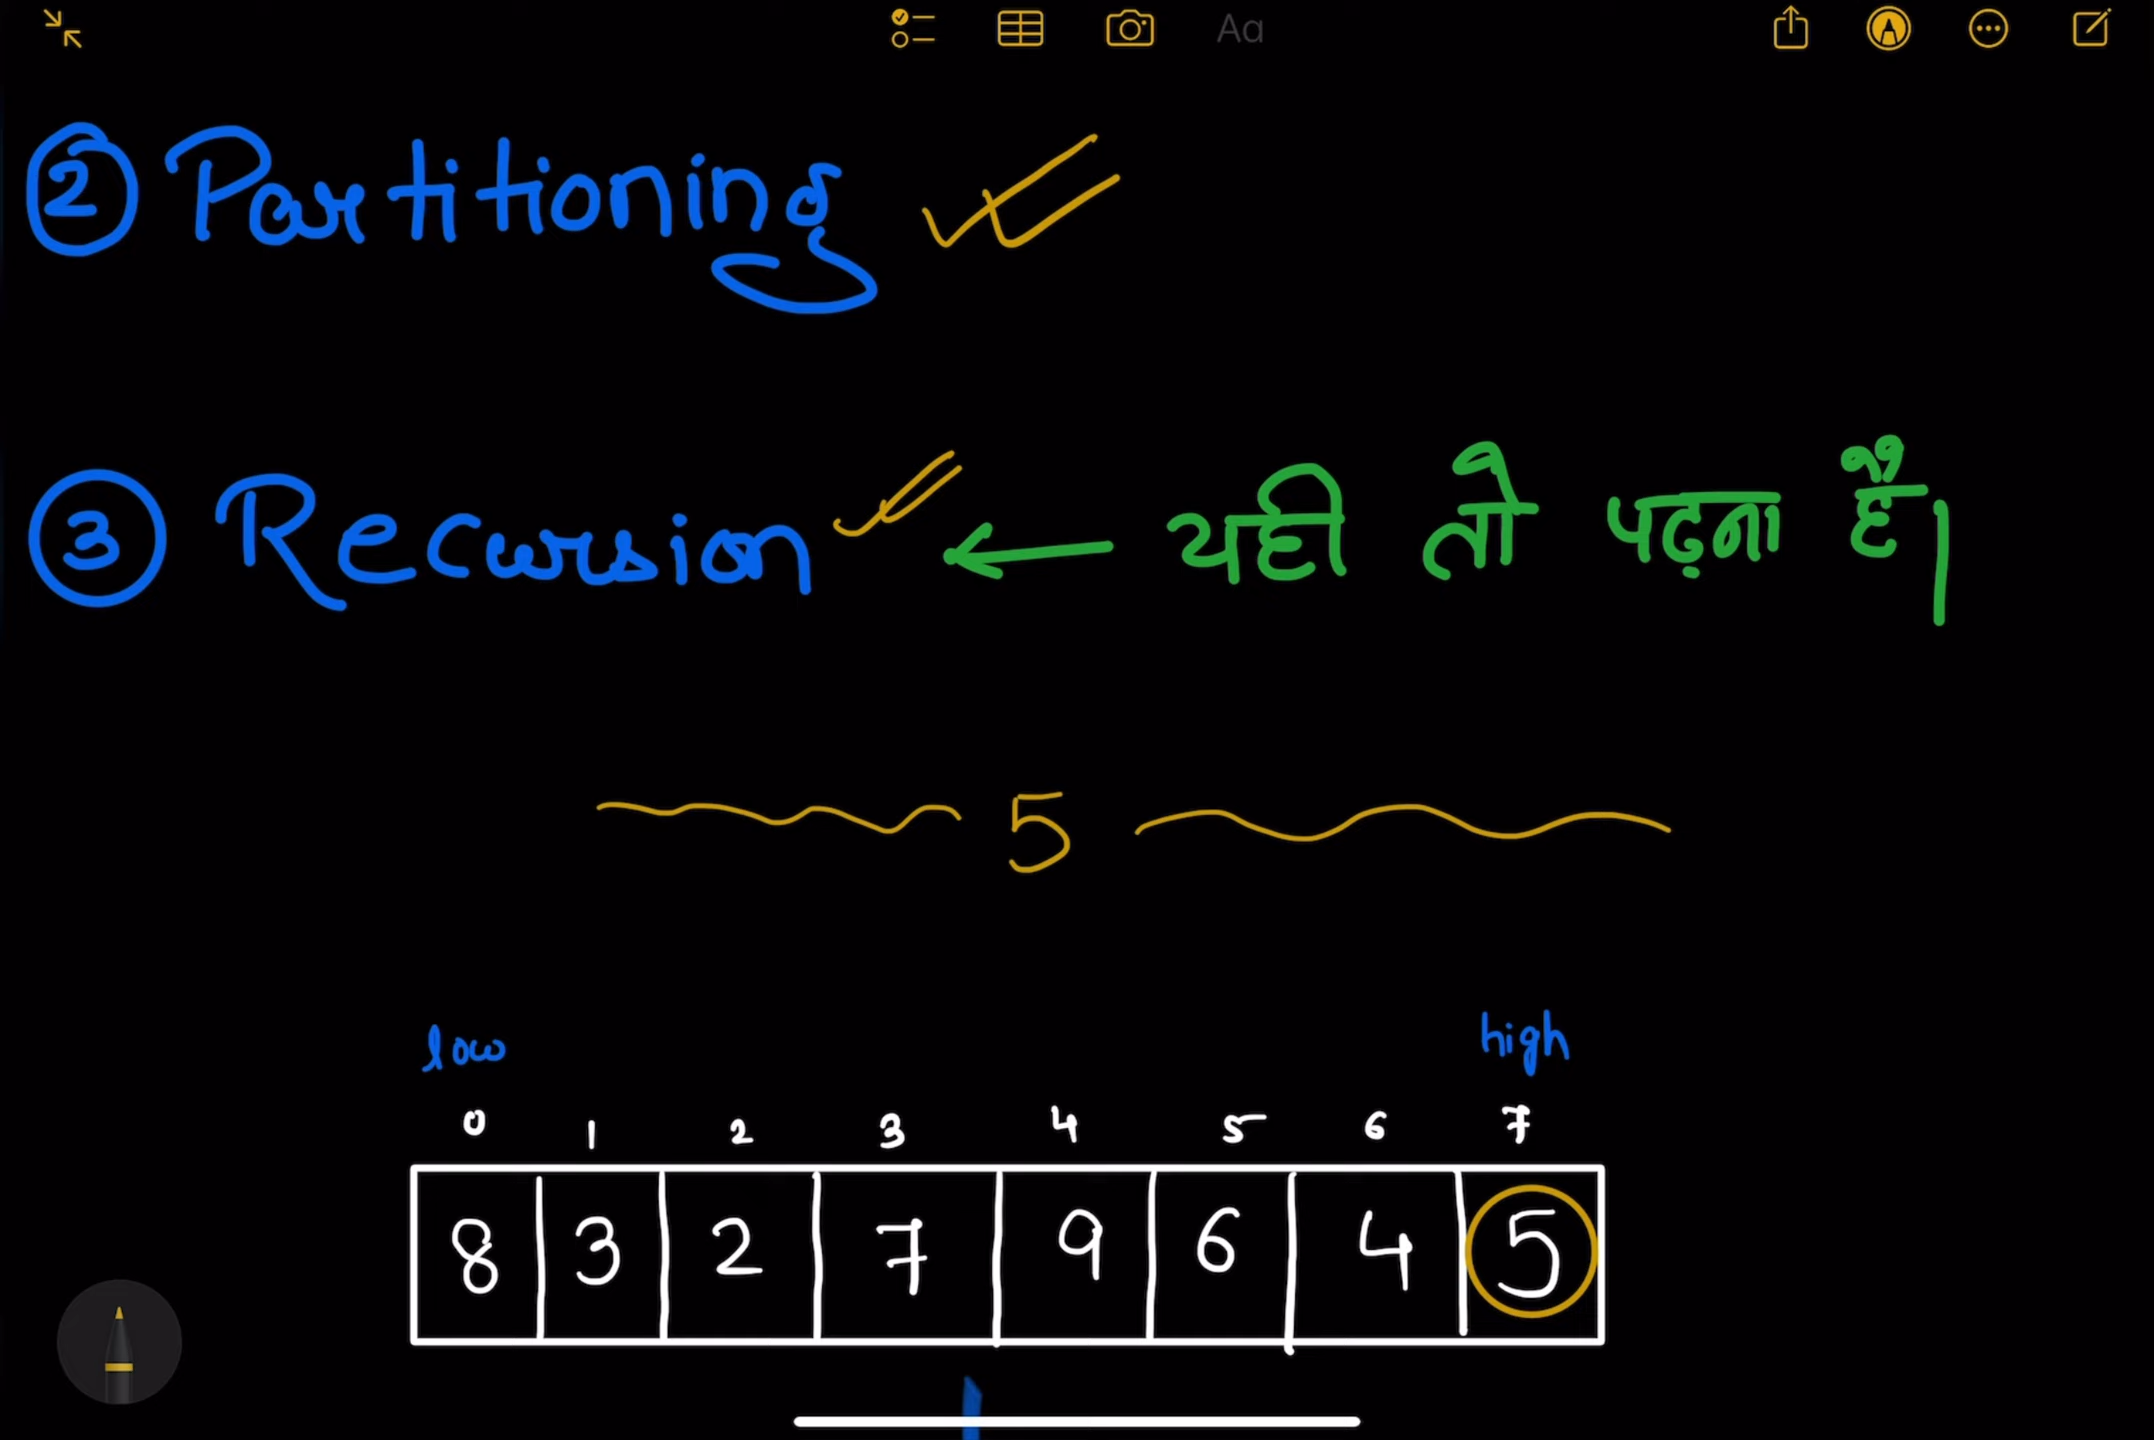 Aa
② Partitioning
③ Recursion ← यही तो पढ़ना है।
5
low high
0 1 2 3 4 5 6 7
8 3 2 7 9 6 4 5